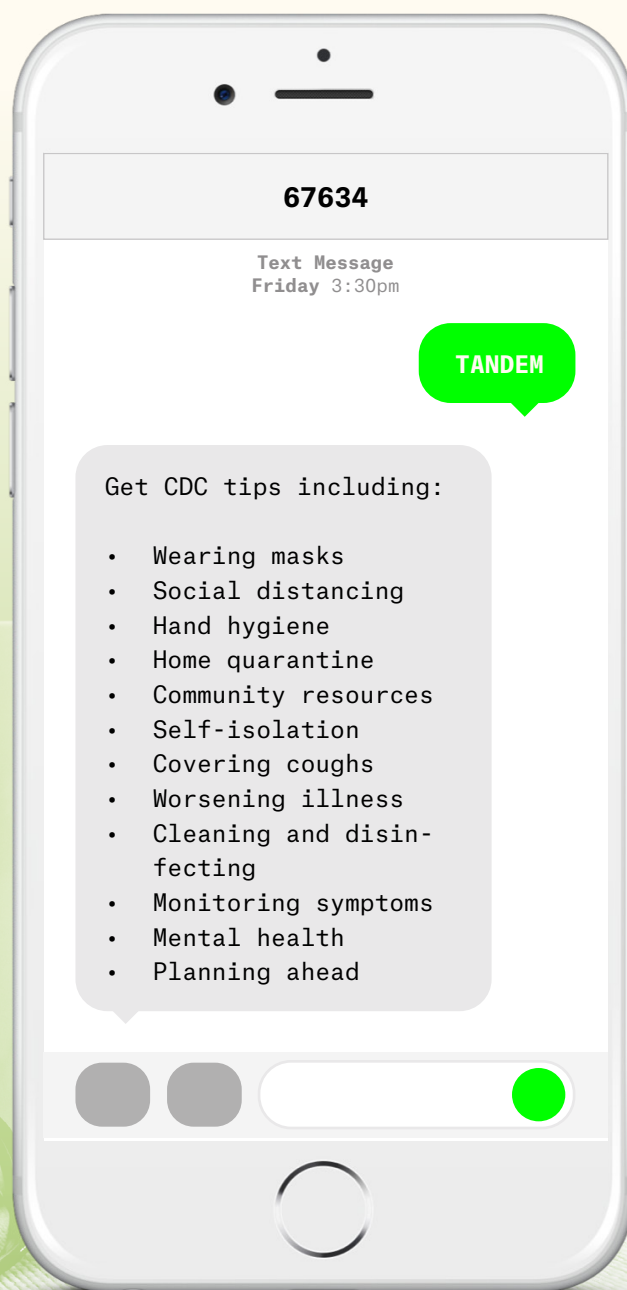 67634
Text Message
Friday 3:30pm
TANDEM
Get CDC tips including:
• Wearing masks
• Social distancing
• Hand hygiene
• Home quarantine
• Community resources
• Self-isolation
• Covering coughs
• Worsening illness
• Cleaning and disin-
fecting
• Monitoring symptoms
• Mental health
• Planning ahead